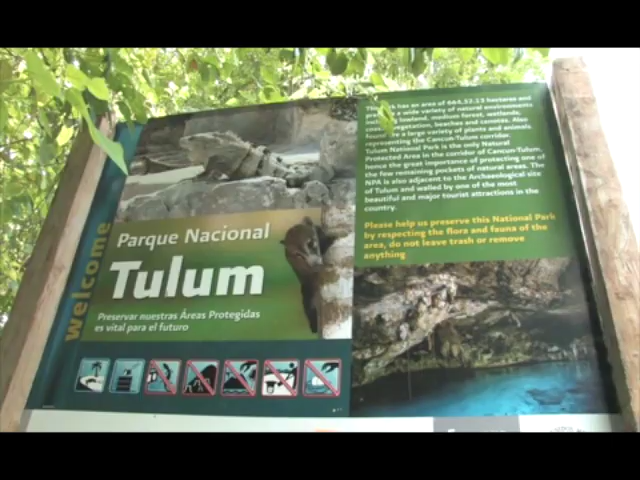 welcome
Parque Nacional
Tulum
Preservar nuestras Áreas Protegidas
es vital para el futuro
The park has an area of 664.32.13 hectares and
a wide variety of natural environments
lowland, medium forest, wetlands,
vegetation, beaches and cenotes. Also
a large variety of plants and animals
representing the Cancun-Tulum corridor.
Tulum National Park is the only Natural
Protected Area in the corridor of Cancun-Tulum,
hence the great importance of protecting one of
the few remaining pockets of natural areas. The
NPA is also adjacent to the Archaeological site
of Tulum and walled by one of the most
beautiful and major tourist attractions in the
country.
Please help us preserve this National Park
by respecting the flora and fauna of the
area, do not leave trash or remove
anything